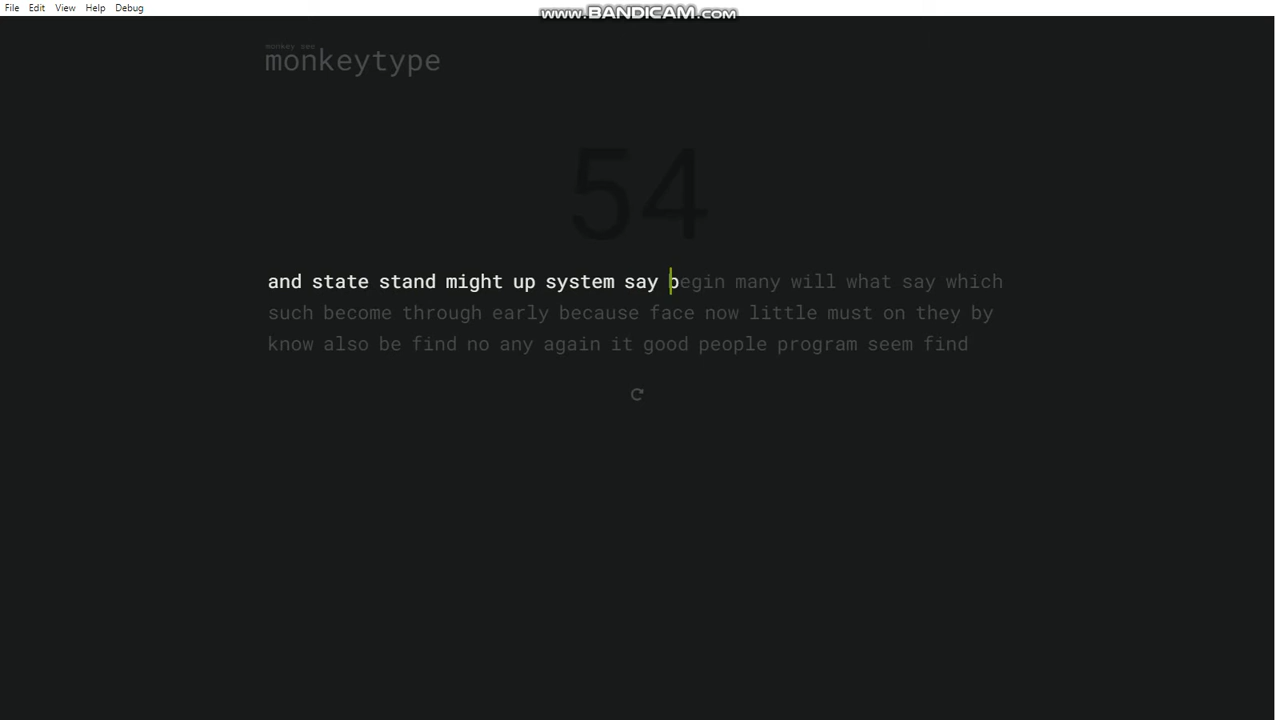 File Edit View Help Debug
www.BANDICAM.com
monkey see
monkeytype
54
and state stand might up system say begin many will what say which
such become through early because face now little must on they by
know also be find no any again it good people program seem find